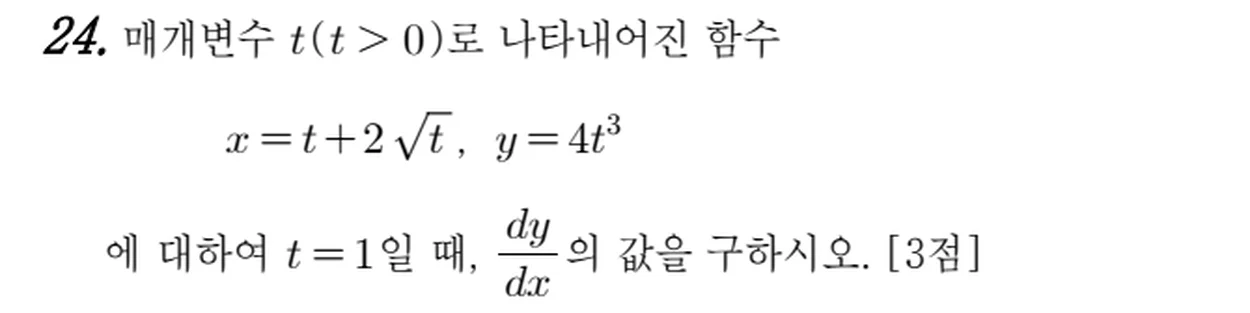 24. 매개변수 t(t > 0)로 나타내어진 함수
x = t + 2√t, y = 4t³
에 대하여 t = 1일 때, dy/dx의 값을 구하시오. [3점]